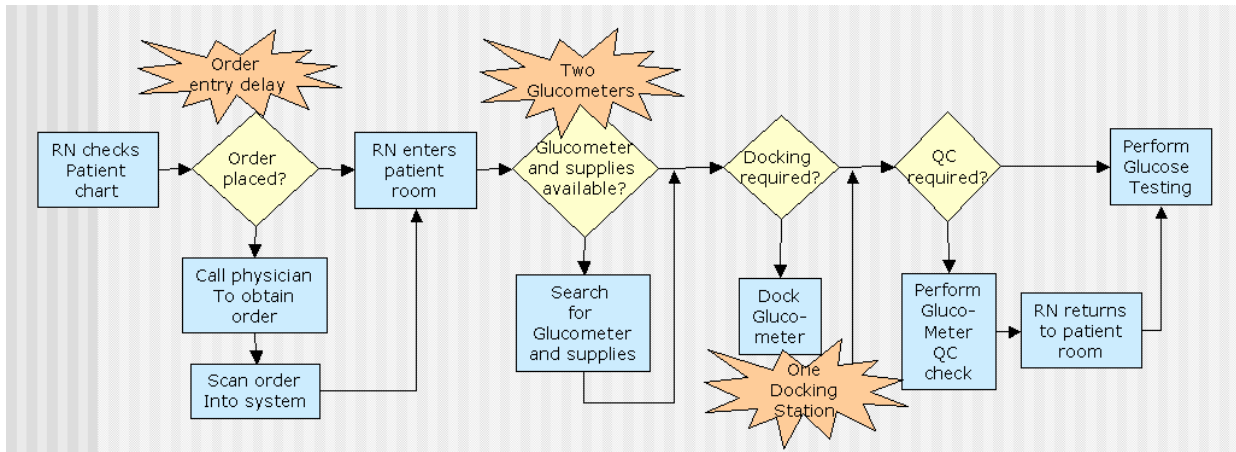 Order
entry delay
Two
Glucometers
RN checks
Patient
chart
Order
placed?
RN enters
patient
room
Glucometer
and supplies
available?
Docking
required?
QC
required?
Perform
Glucose
Testing
Call physician
To obtain
order
Scan order
Into system
Search
for
Glucometer
and supplies
Dock
Gluco-
meter
One
Docking
Station
Perform
Gluco-
Meter
QC
check
RN returns
to patient
room